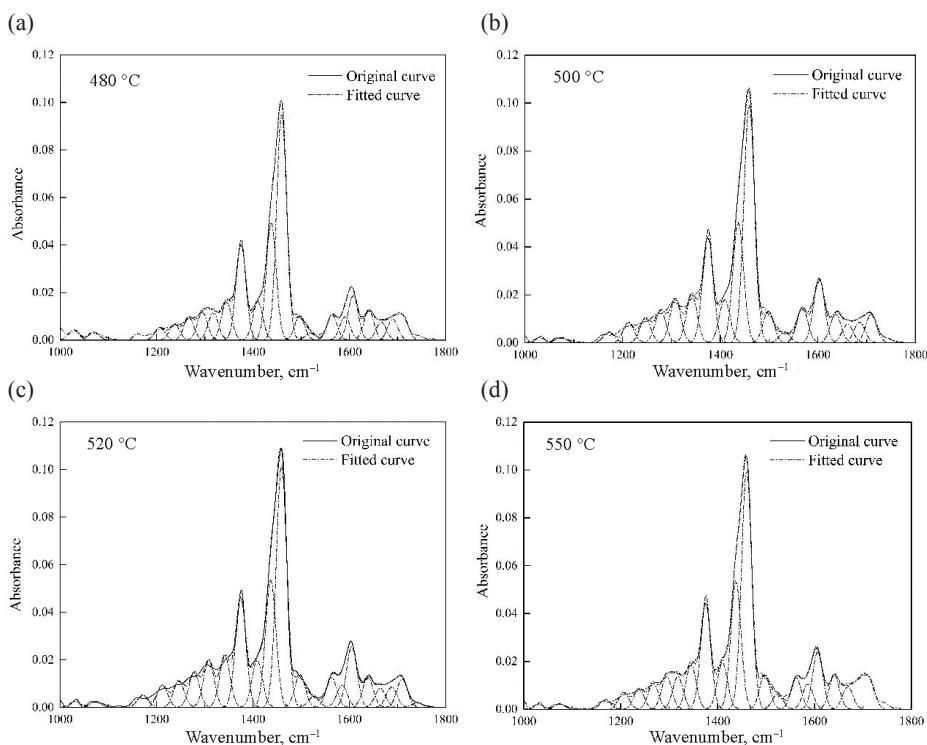 (a)
480 °C
Original curve
Fitted curve
Absorbance
0.12
0.10
0.08
0.06
0.04
0.02
0.00
1000 1200 1400 1600 1800
Wavenumber, cm⁻¹
(b)
500 °C
Original curve
Fitted curve
Absorbance
0.12
0.10
0.08
0.06
0.04
0.02
0.00
1000 1200 1400 1600 1800
Wavenumber, cm⁻¹
(c)
520 °C
Original curve
Fitted curve
Absorbance
0.12
0.10
0.08
0.06
0.04
0.02
0.00
1000 1200 1400 1600 1800
Wavenumber, cm⁻¹
(d)
550 °C
Original curve
Fitted curve
Absorbance
0.12
0.10
0.08
0.06
0.04
0.02
0.00
1000 1200 1400 1600 1800
Wavenumber, cm⁻¹